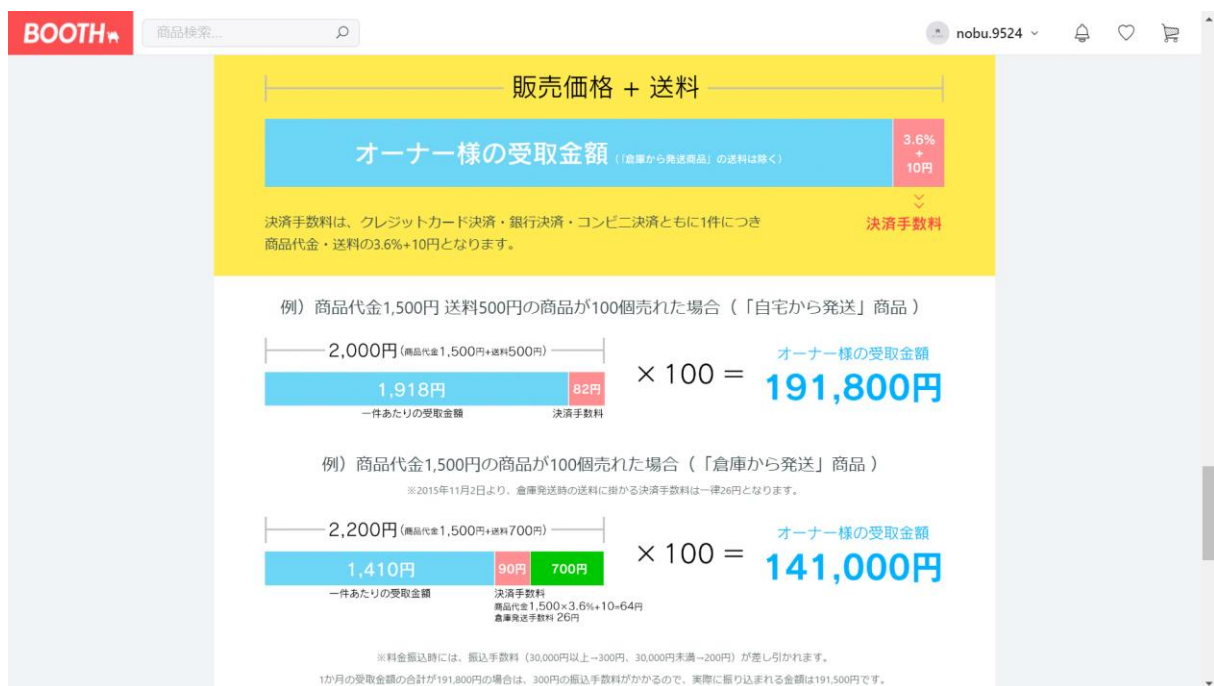 BOOTH
商品検索...
nobu.9524
販売価格 + 送料
オーナー様の受取金額 (「倉庫から発送商品」の送料は除く)
3.6%
+
10円
決済手数料は、クレジットカード決済・銀行決済・コンビニ決済ともに1件につき
商品代金・送料の3.6%+10円となります。
決済手数料
例）商品代金1,500円 送料500円の商品が100個売れた場合（「自宅から発送」商品 ）
2,000円(商品代金1,500円+送料500円)
1,918円
82円
一件あたりの受取金額
決済手数料
× 100 =
オーナー様の受取金額
191,800円
例）商品代金1,500円の商品が100個売れた場合（「倉庫から発送」商品 ）
※2015年11月2日より、倉庫発送時の送料に掛かる決済手数料は一律26円となります。
2,200円(商品代金1,500円+送料700円)
1,410円
90円
700円
一件あたりの受取金額
決済手数料
商品代金1,500×3.6%+10=64円
倉庫発送手数料 26円
× 100 =
オーナー様の受取金額
141,000円
※料金振込時には、振込手数料（30,000円以上→300円、30,000円未満→200円）が差し引かれます。
1か月の受取金額の合計が191,800円の場合は、300円の振込手数料がかかるので、実際に振り込まれる金額は191,500円です。